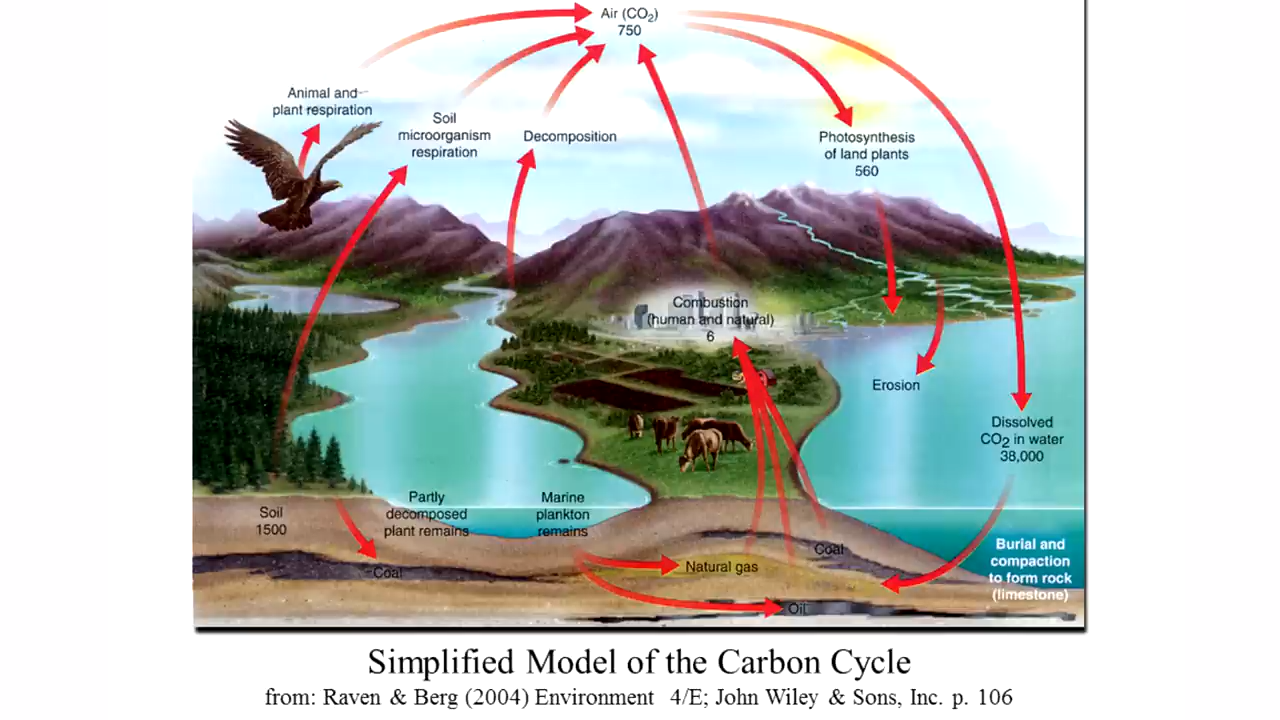 Air (CO₂)
750
Animal and
plant respiration
Soil
microorganism
respiration
Decomposition
Photosynthesis
of land plants
560
Combustion
(human and natural)
6
Erosion
Dissolved
CO₂ in water
38,000
Soil
1500
Partly
decomposed
plant remains
Marine
plankton
remains
Coal
Natural gas
Coal
Oil
Burial and
compaction
to form rock
(limestone)
Simplified Model of the Carbon Cycle
from: Raven & Berg (2004) Environment 4/E; John Wiley & Sons, Inc. p. 106